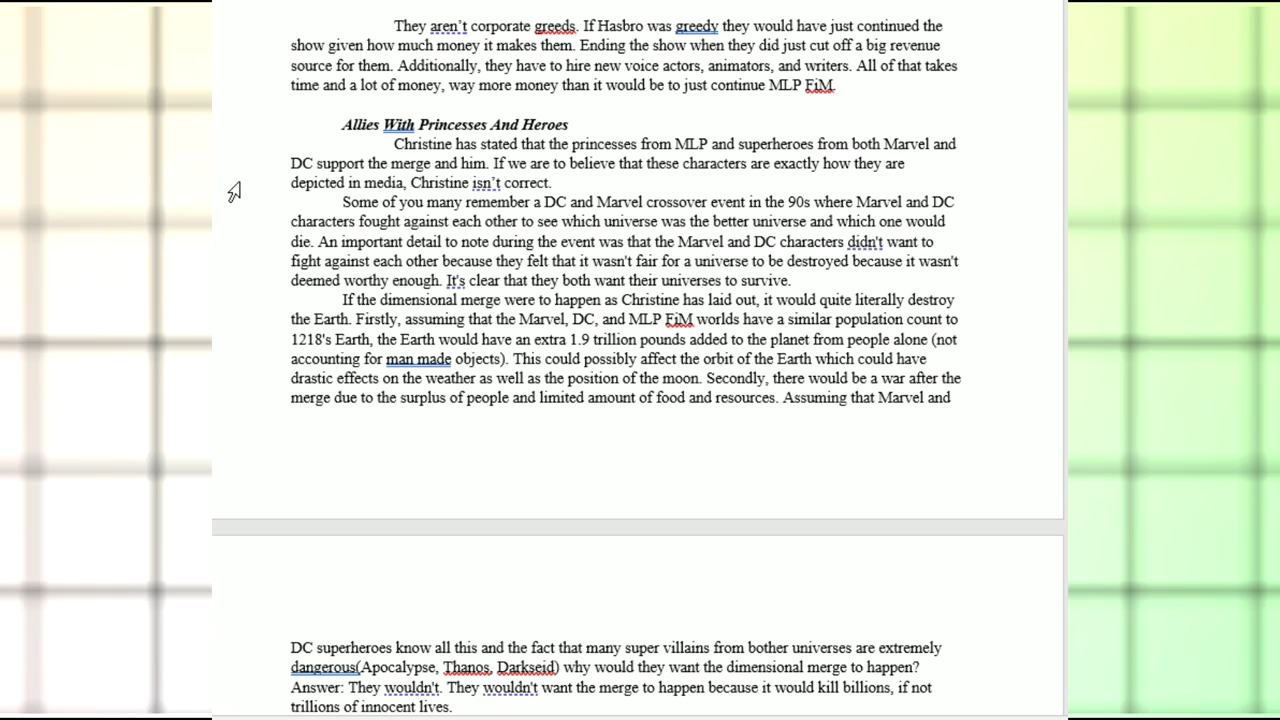 They aren't corporate greeds. If Hasbro was greedy they would have just continued the
show given how much money it makes them. Ending the show when they did just cut off a big revenue
source for them. Additionally, they have to hire new voice actors, animators, and writers. All of that takes
time and a lot of money, way more money than it would be to just continue MLP FiM.
Allies With Princesses And Heroes
Christine has stated that the princesses from MLP and superheroes from both Marvel and
DC support the merge and him. If we are to believe that these characters are exactly how they are
depicted in media, Christine isn't correct.
Some of you many remember a DC and Marvel crossover event in the 90s where Marvel and DC
characters fought against each other to see which universe was the better universe and which one would
die. An important detail to note during the event was that the Marvel and DC characters didn't want to
fight against each other because they felt that it wasn't fair for a universe to be destroyed because it wasn't
deemed worthy enough. It's clear that they both want their universes to survive.
If the dimensional merge were to happen as Christine has laid out, it would quite literally destroy
the Earth. Firstly, assuming that the Marvel, DC, and MLP FiM worlds have a similar population count to
1218's Earth, the Earth would have an extra 1.9 trillion pounds added to the planet from people alone (not
accounting for man made objects). This could possibly affect the orbit of the Earth which could have
drastic effects on the weather as well as the position of the moon. Secondly, there would be a war after the
merge due to the surplus of people and limited amount of food and resources. Assuming that Marvel and
DC superheroes know all this and the fact that many super villains from bother universes are extremely
dangerous(Apocalypse, Thanos, Darkseid) why would they want the dimensional merge to happen?
Answer: They wouldn't. They wouldn't want the merge to happen because it would kill billions, if not
trillions of innocent lives.